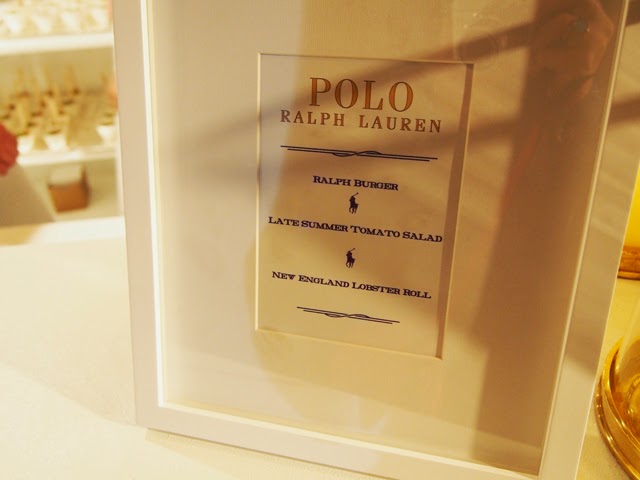 POLO
RALPH LAUREN
RALPH BURGER
LATE SUMMER TOMATO SALAD
NEW ENGLAND LOBSTER ROLL